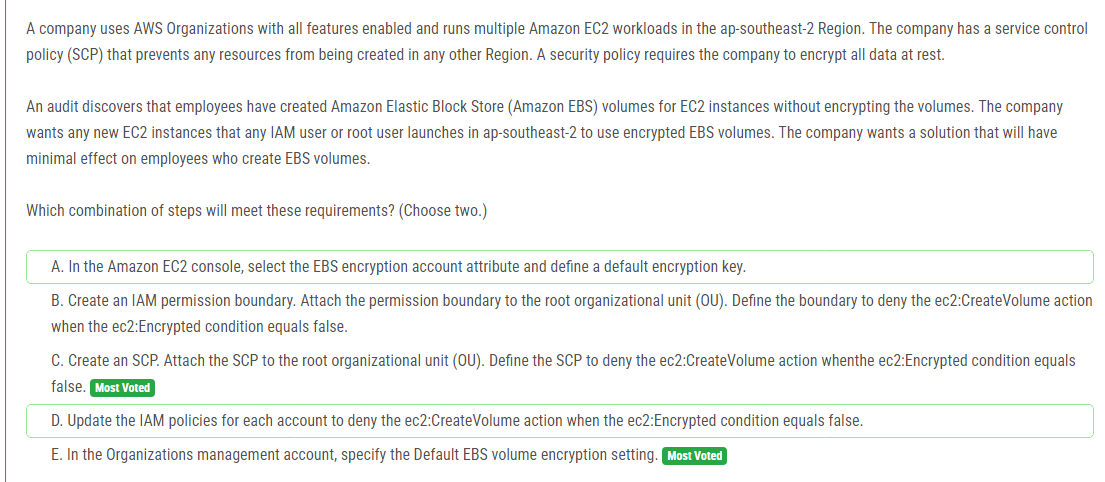 A company uses AWS Organizations with all features enabled and runs multiple Amazon EC2 workloads in the ap-southeast-2 Region. The company has a service control
policy (SCP) that prevents any resources from being created in any other Region. A security policy requires the company to encrypt all data at rest.
An audit discovers that employees have created Amazon Elastic Block Store (Amazon EBS) volumes for EC2 instances without encrypting the volumes. The company
wants any new EC2 instances that any IAM user or root user launches in ap-southeast-2 to use encrypted EBS volumes. The company wants a solution that will have
minimal effect on employees who create EBS volumes.
Which combination of steps will meet these requirements? (Choose two.)
A. In the Amazon EC2 console, select the EBS encryption account attribute and define a default encryption key.
B. Create an IAM permission boundary. Attach the permission boundary to the root organizational unit (OU). Define the boundary to deny the ec2:CreateVolume action
when the ec2:Encrypted condition equals false.
C. Create an SCP. Attach the SCP to the root organizational unit (OU). Define the SCP to deny the ec2:CreateVolume action whenthe ec2:Encrypted condition equals
false. Most Voted
D. Update the IAM policies for each account to deny the ec2:CreateVolume action when the ec2:Encrypted condition equals false.
E. In the Organizations management account, specify the Default EBS volume encryption setting. Most Voted